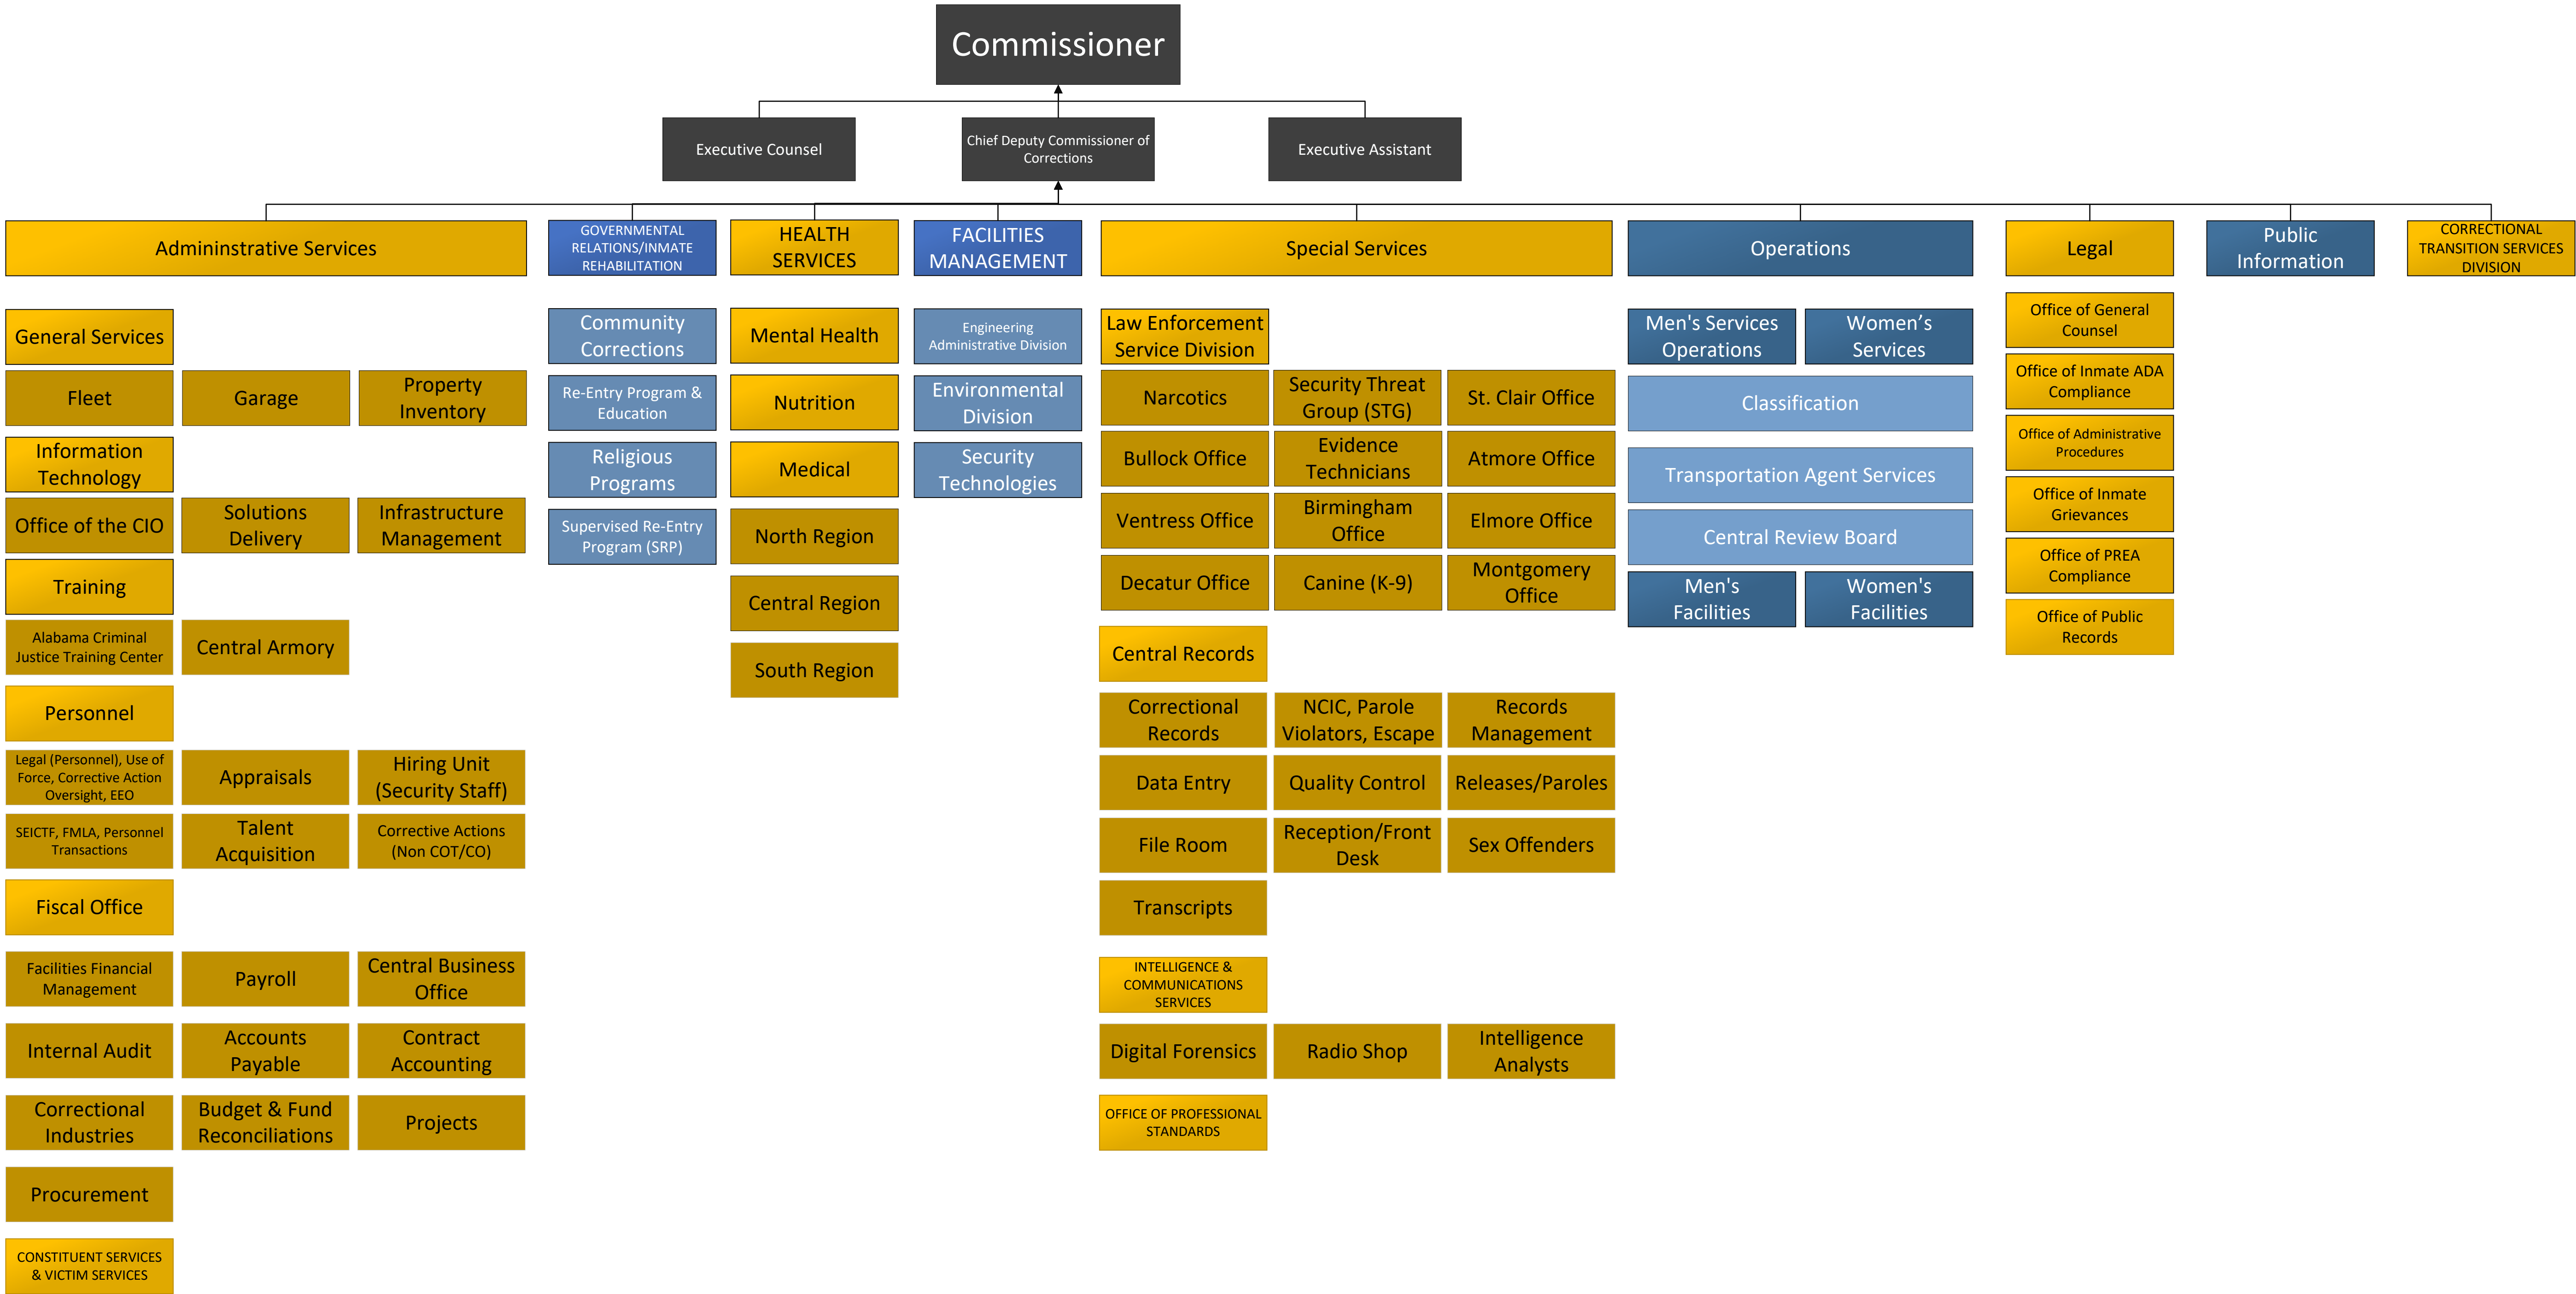 Commissioner
Executive Counsel
Chief Deputy Commissioner of
Corrections
Executive Assistant
Admininstrative Services
GOVERNMENTAL
RELATIONS/INMATE
REHABILITATION
HEALTH
SERVICES
FACILITIES
MANAGEMENT
Special Services
Operations
Legal
Public
Information
CORRECTIONAL
TRANSITION SERVICES
DIVISION
General Services
Fleet
Garage
Property
Inventory
Information
Technology
Office of the CIO
Solutions
Delivery
Infrastructure
Management
Training
Alabama Criminal
Justice Training Center
Central Armory
Personnel
Legal (Personnel), Use of
Force, Corrective Action
Oversight, EEO
Appraisals
Hiring Unit
(Security Staff)
SEICTF, FMLA, Personnel
Transactions
Talent
Acquisition
Corrective Actions
(Non COT/CO)
Fiscal Office
Facilities Financial
Management
Payroll
Central Business
Office
Internal Audit
Accounts
Payable
Contract
Accounting
Correctional
Industries
Budget & Fund
Reconciliations
Projects
Procurement
CONSTITUENT SERVICES
& VICTIM SERVICES
Community
Corrections
Re-Entry Program &
Education
Religious
Programs
Supervised Re-Entry
Program (SRP)
Mental Health
Nutrition
Medical
North Region
Central Region
South Region
Engineering
Administrative Division
Environmental
Division
Security
Technologies
Law Enforcement
Service Division
Narcotics
Security Threat
Group (STG)
St. Clair Office
Bullock Office
Evidence
Technicians
Atmore Office
Ventress Office
Birmingham
Office
Elmore Office
Decatur Office
Canine (K-9)
Montgomery
Office
Central Records
Correctional
Records
NCIC, Parole
Violators, Escape
Records
Management
Data Entry
Quality Control
Releases/Paroles
File Room
Reception/Front
Desk
Sex Offenders
Transcripts
INTELLIGENCE &
COMMUNICATIONS
SERVICES
Digital Forensics
Radio Shop
Intelligence
Analysts
OFFICE OF PROFESSIONAL
STANDARDS
Men's Services
Operations
Women’s
Services
Classification
Transportation Agent Services
Central Review Board
Men's
Facilities
Women's
Facilities
Office of General
Counsel
Office of Inmate ADA
Compliance
Office of Administrative
Procedures
Office of Inmate
Grievances
Office of PREA
Compliance
Office of Public
Records